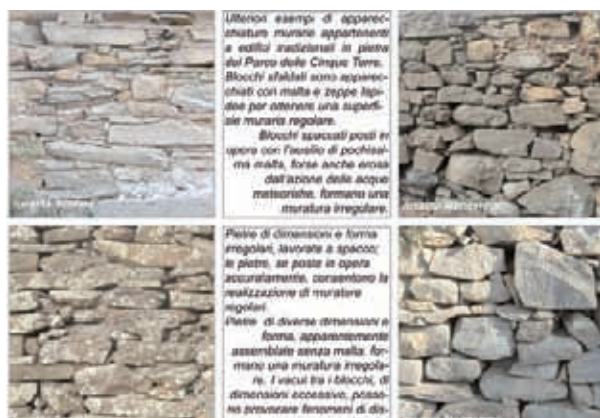 Ulteriori esempi di apparec-
chiature murarie appartenenti
a edifici tradizionali in pietra
del Parco delle Cinque Terre.
Blocchi sfaldati sono apparec-
chiati con malta e zeppe lapi-
dee per ottenere una superfi-
cie muraria regolare.
Blocchi spaccati posti in
opera con l'ausilio di pochissi-
ma malta, forse anche erosa
dall'azione delle acque
meteoriche, formano una
muratura irregolare.
Pietre di dimensioni e forma
irregolari, lavorate a spacco;
le pietre, se poste in opera
accuratamente, consentono la
realizzazione di murature
regolari.
Pietre di diverse dimensioni e
forma, apparentemente
assemblate senza malta, for-
mano una muratura irregola-
re. I vacui tra i blocchi, di
dimensioni eccessive, posso-
no provocare fenomeni di dis-